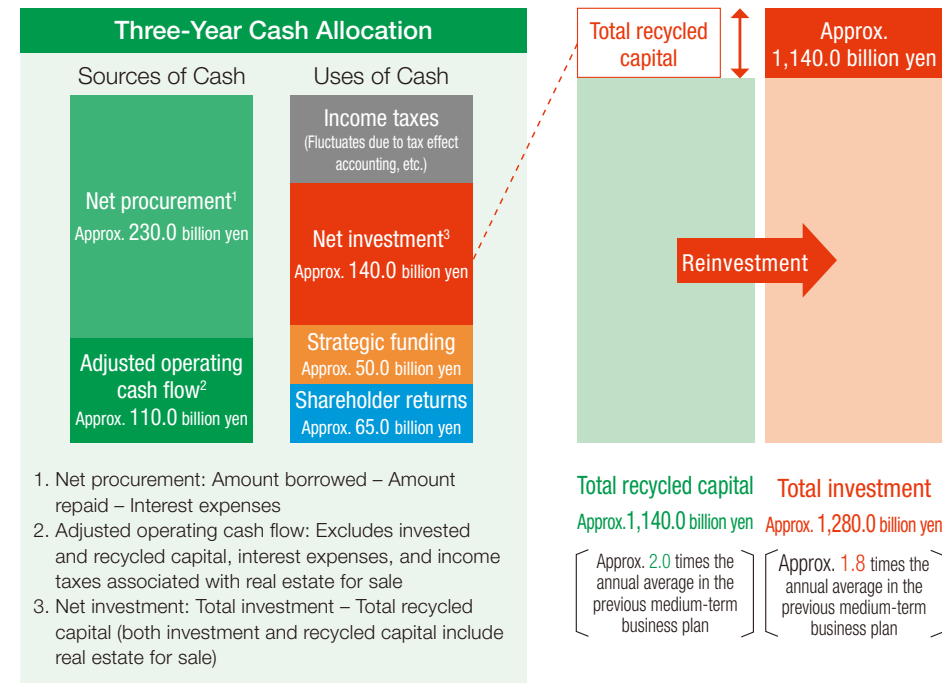 Three-Year Cash Allocation
Sources of Cash
Uses of Cash
Net procurement1
Approx. 230.0 billion yen
Adjusted operating
cash flow2
Approx. 110.0 billion yen
Income taxes
(Fluctuates due to tax effect
accounting, etc.)
Net investment3
Approx. 140.0 billion yen
Strategic funding
Approx. 50.0 billion yen
Shareholder returns
Approx. 65.0 billion yen
1. Net procurement: Amount borrowed – Amount
repaid – Interest expenses
2. Adjusted operating cash flow: Excludes invested
and recycled capital, interest expenses, and income
taxes associated with real estate for sale
3. Net investment: Total investment – Total recycled
capital (both investment and recycled capital include
real estate for sale)
Total recycled
capital
Approx.
1,140.0 billion yen
Reinvestment
Total recycled capital
Approx.1,140.0 billion yen
Approx. 2.0 times the
annual average in the
previous medium-term
business plan
Total investment
Approx. 1,280.0 billion yen
Approx. 1.8 times the
annual average in the
previous medium-term
business plan